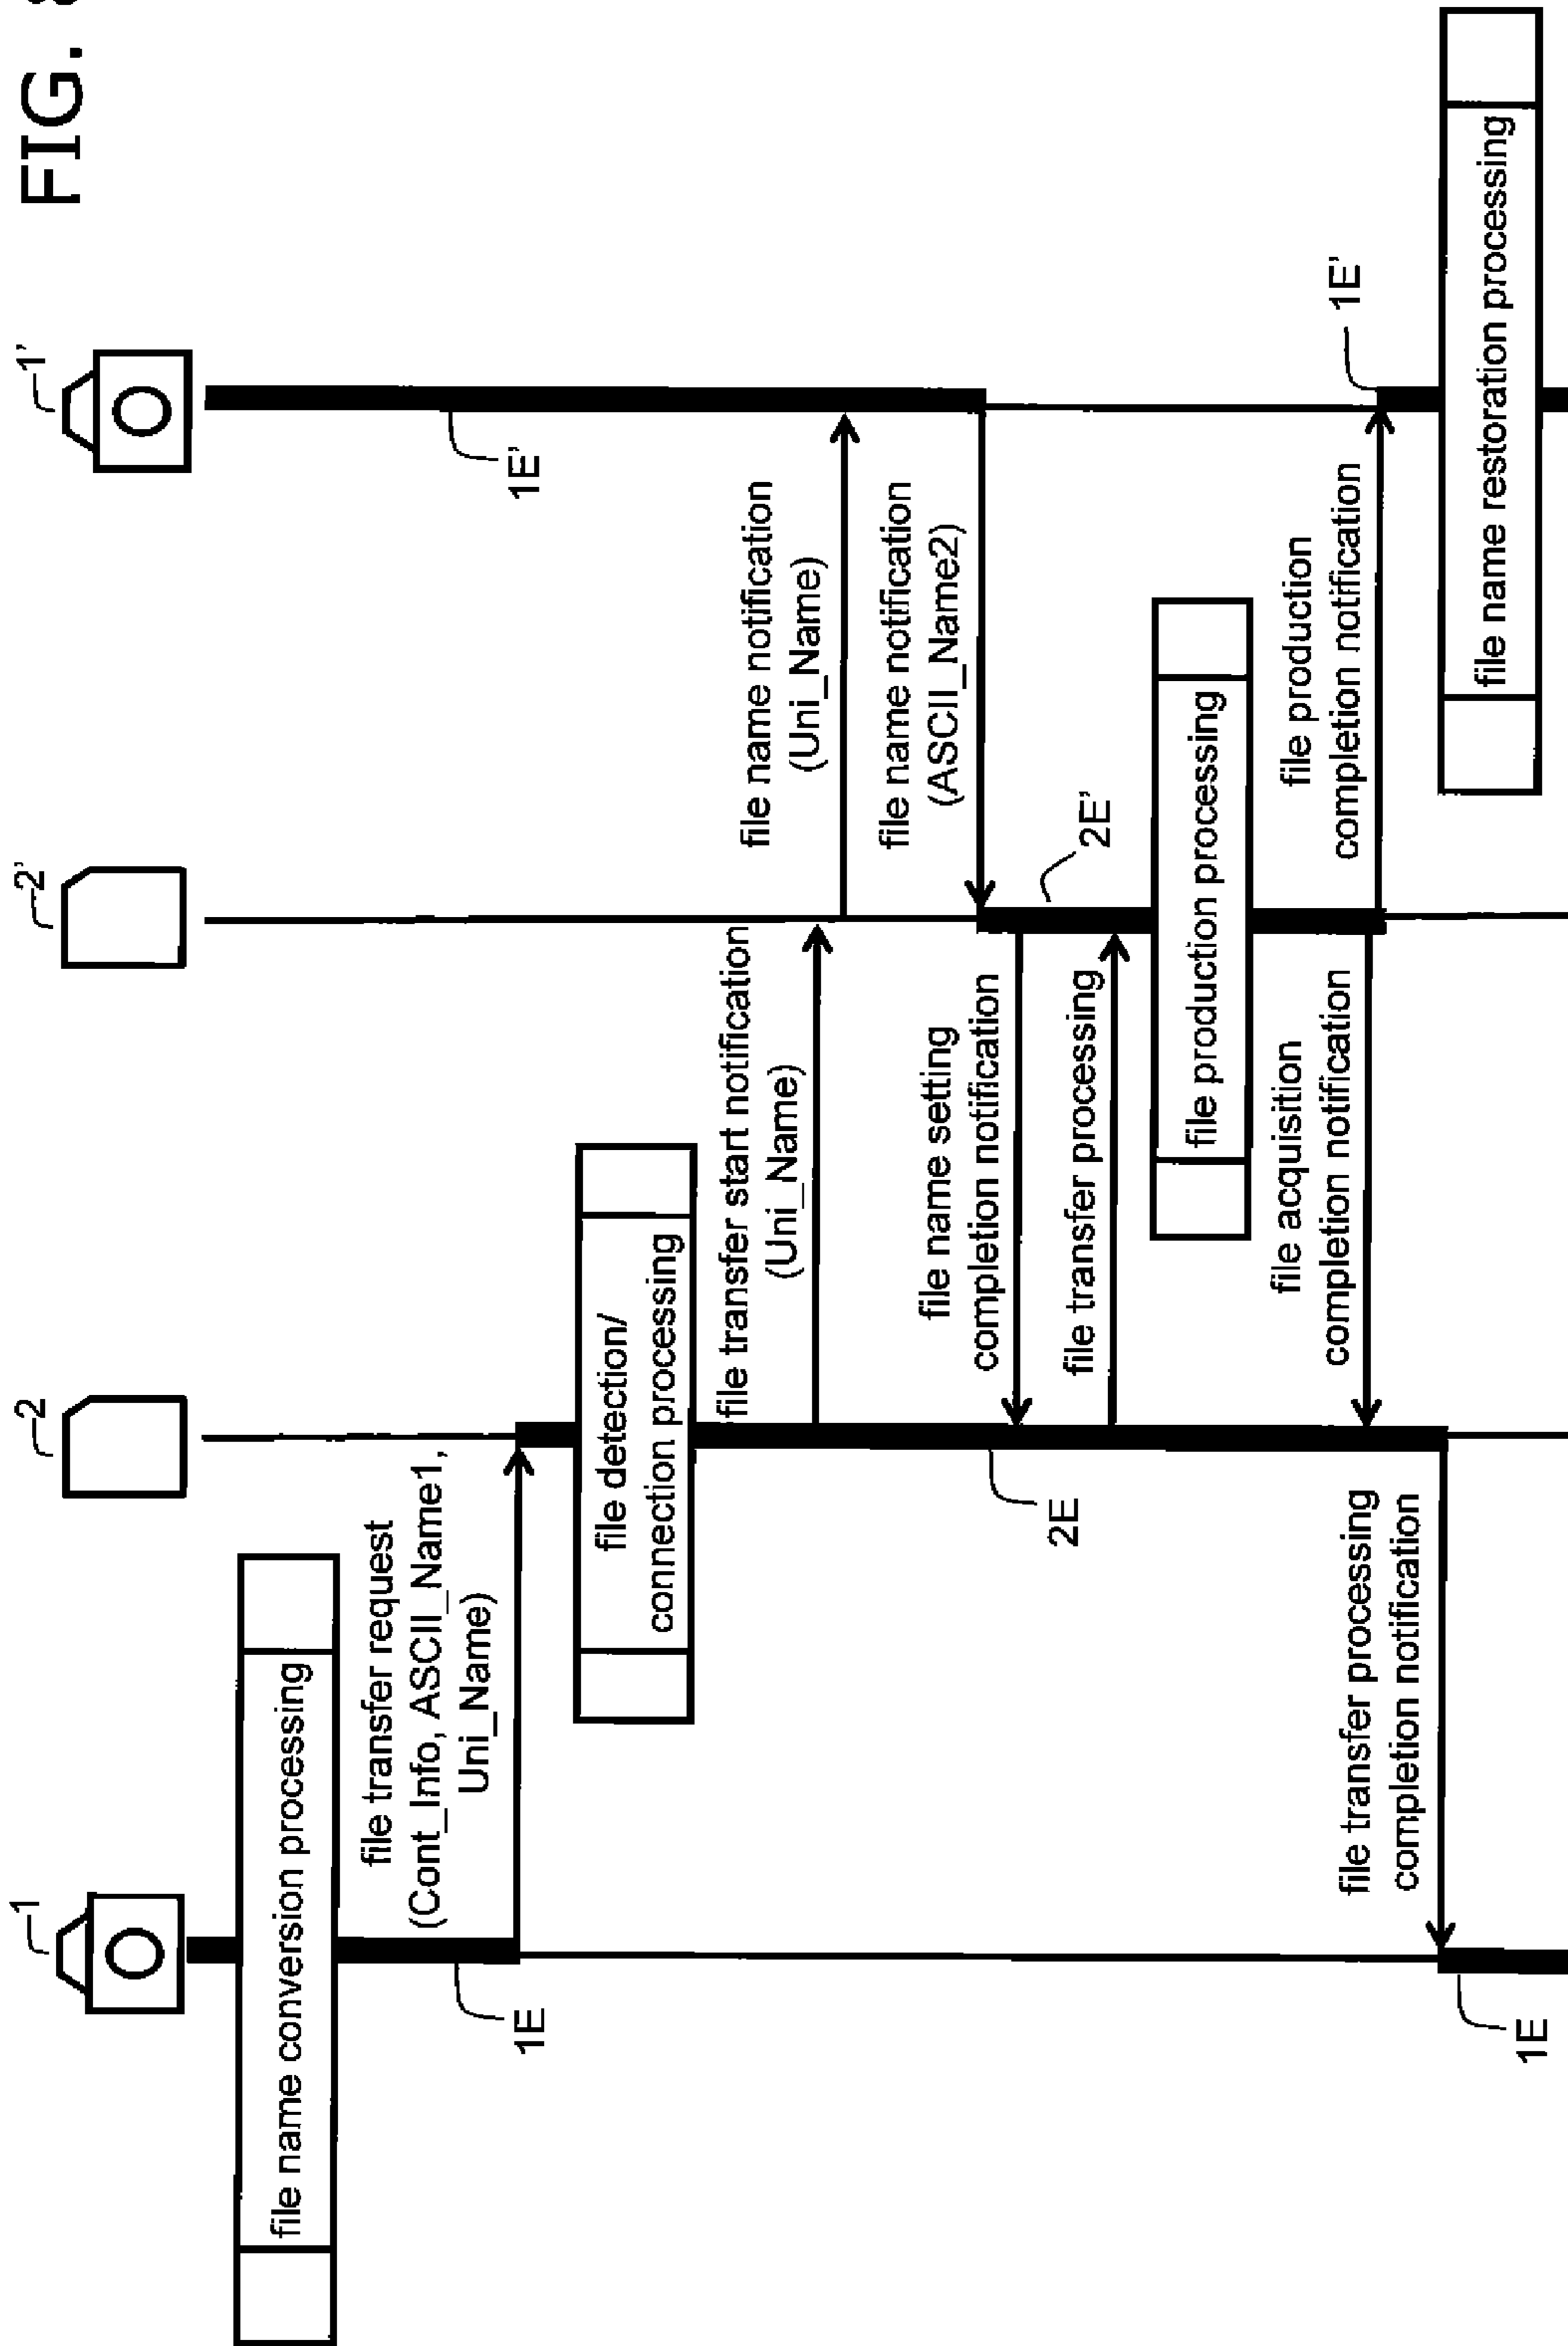 FIG. 8
1
2
2'
1'
file name conversion processing
file transfer request
(Cont_Info, ASCII_Name1,
Uni_Name)
1E
file detection/
connection processing
file transfer start notification
(Uni_Name)
file name notification
(Uni_Name)
1E'
file name notification
(ASCII_Name2)
2E'
file name setting
completion notification
2E
file transfer processing
file production processing
file acquisition
completion notification
file production
completion notification
1E'
file transfer processing
completion notification
1E
file name restoration processing